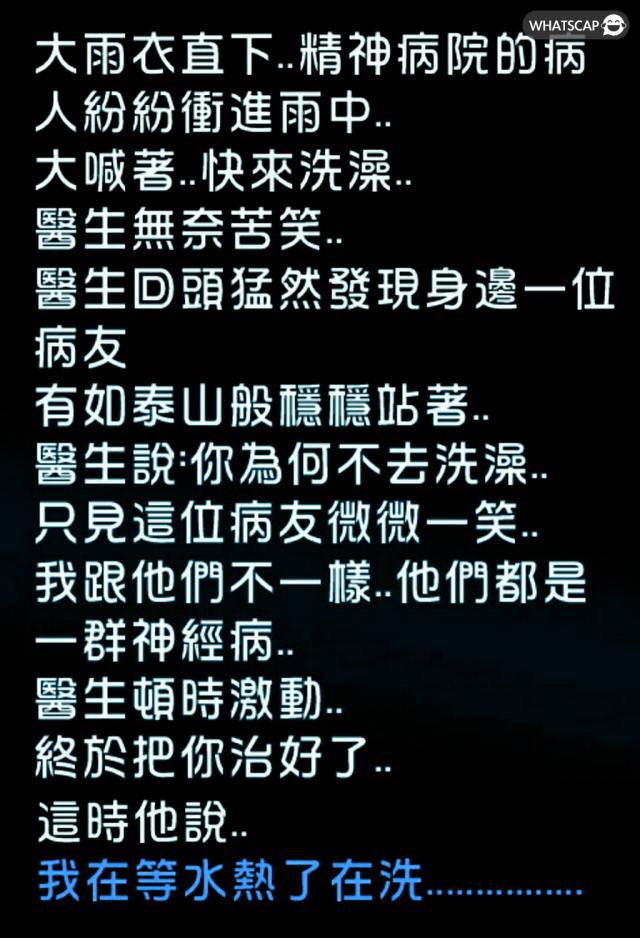 WHATSCAP
大雨衣直下..精神病院的病
人紛紛衝進雨中..
大喊著..快來洗澡..
醫生無奈苦笑..
醫生回頭猛然發現身邊一位
病友
有如泰山般穩穩站著..
醫生說:你為何不去洗澡..
只見這位病友微微一笑..
我跟他們不一樣..他們都是
一群神經病..
醫生頓時激動..
終於把你治好了..
這時他說..
我在等水熱了在洗................